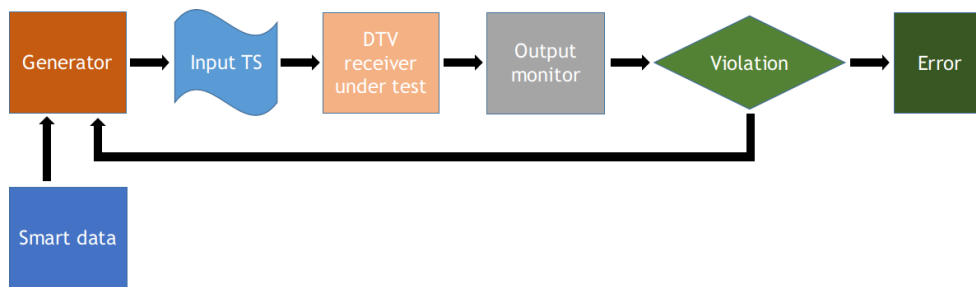 Generator
Input TS
DTV
receiver
under test
Output
monitor
Violation
Error
Smart data